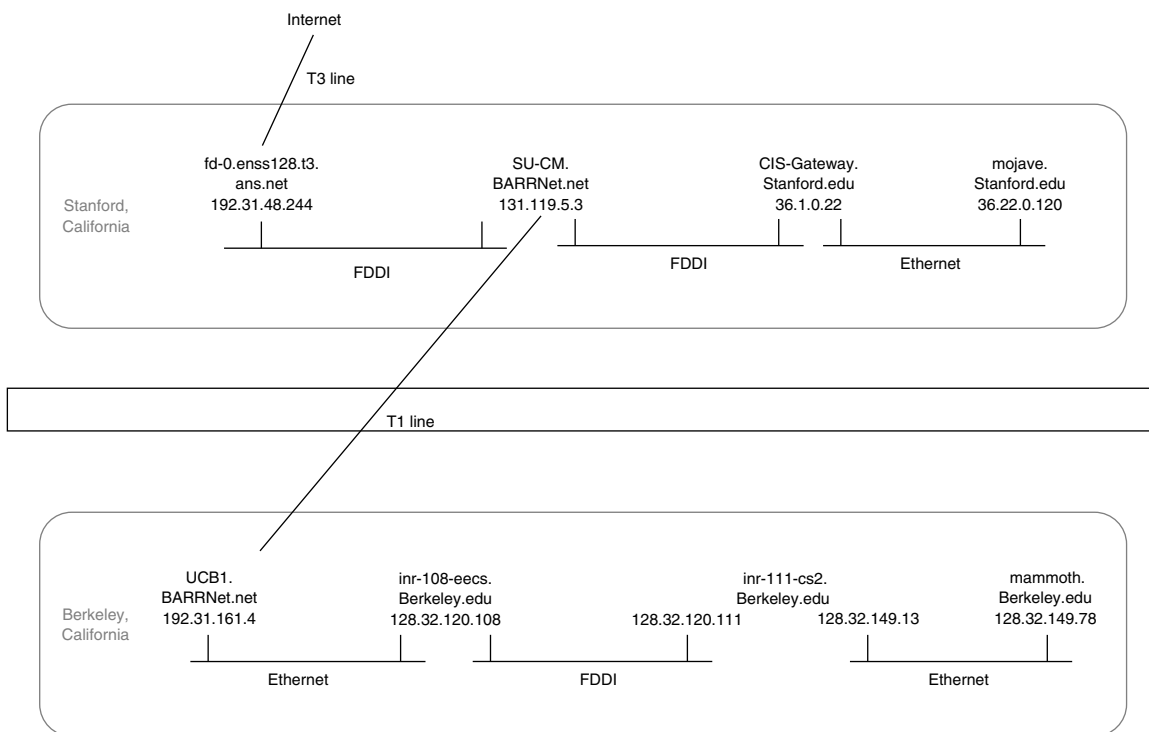 Internet
T3 line
Stanford,
California
fd-0.enss128.t3.
ans.net
192.31.48.244
SU-CM.
BARRNet.net
131.119.5.3
CIS-Gateway.
Stanford.edu
36.1.0.22
mojave.
Stanford.edu
36.22.0.120
FDDI
FDDI
Ethernet
T1 line
Berkeley,
California
UCB1.
BARRNet.net
192.31.161.4
inr-108-eecs.
Berkeley.edu
128.32.120.108
inr-111-cs2.
Berkeley.edu
128.32.120.111
128.32.149.13
mammoth.
Berkeley.edu
128.32.149.78
Ethernet
FDDI
Ethernet